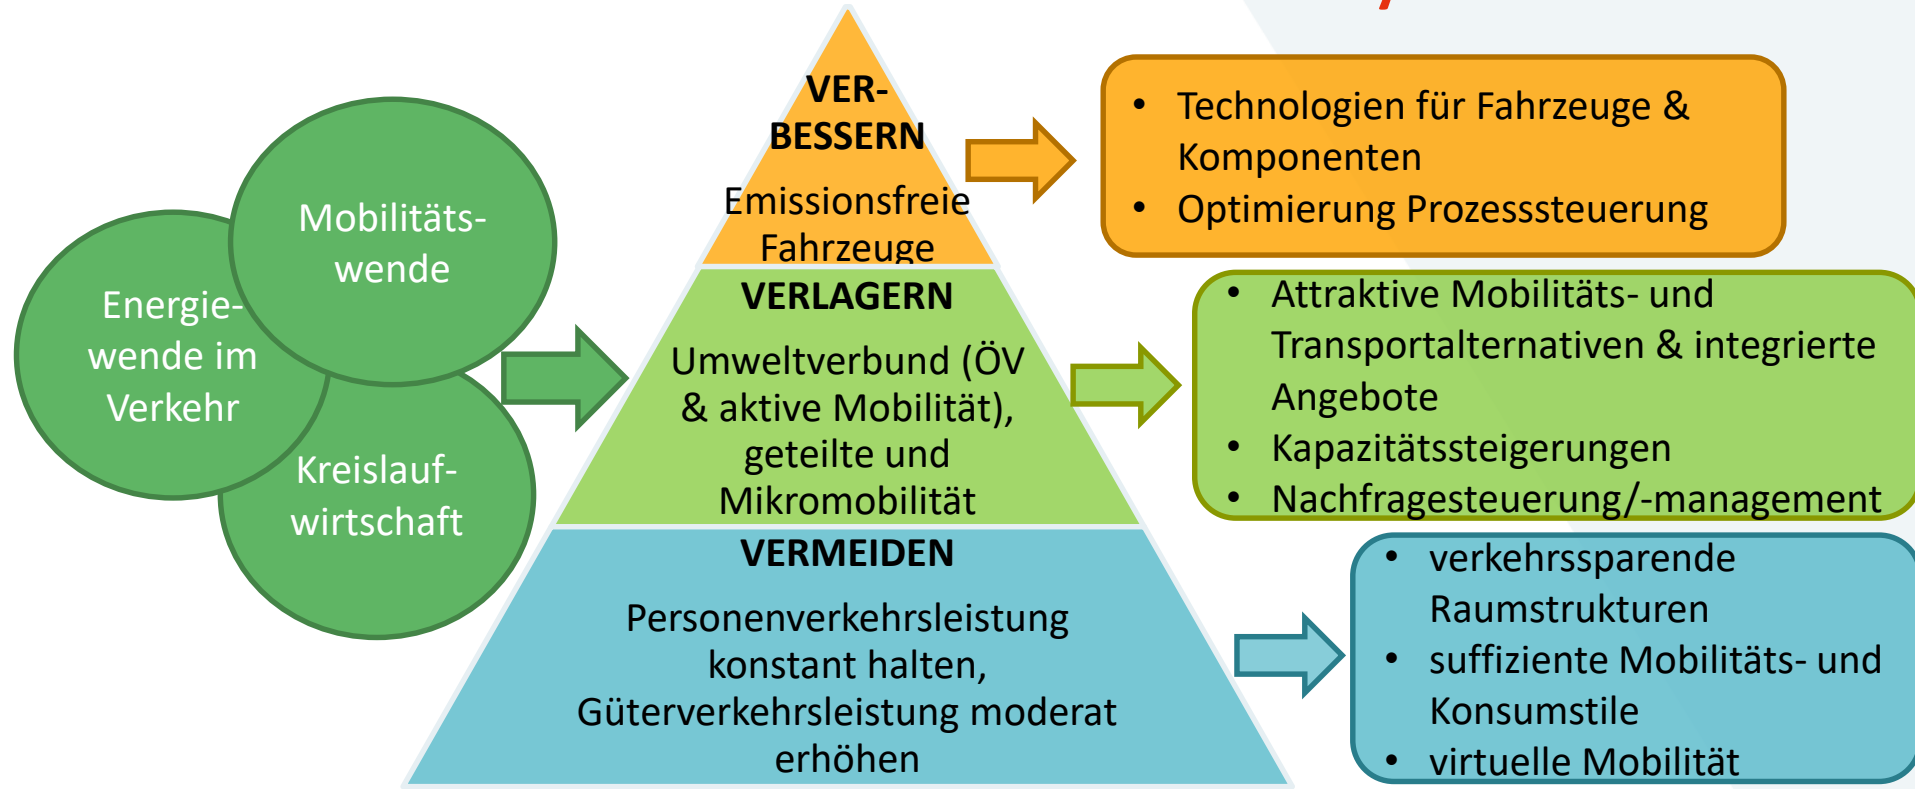 Mobilitäts-
wende
Energie-
wende im
Verkehr
Kreislauf-
wirtschaft
VER-
BESSERN
Emissionsfreie
Fahrzeuge
VERLAGERN
Umweltverbund (ÖV
& aktive Mobilität),
geteilte und
Mikromobilität
VERMEIDEN
Personenverkehrsleistung
konstant halten,
Güterverkehrsleistung moderat
erhöhen
• Technologien für Fahrzeuge &
Komponenten
• Optimierung Prozesssteuerung
• Attraktive Mobilitäts- und
Transportalternativen & integrierte
Angebote
• Kapazitätssteigerungen
• Nachfragesteuerung/-management
• verkehrssparende
Raumstrukturen
• suffiziente Mobilitäts- und
Konsumstile
• virtuelle Mobilität